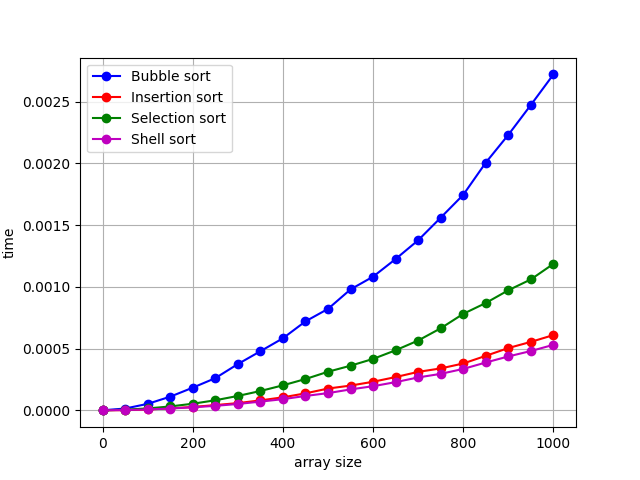 Bubble sort
Insertion sort
Selection sort
Shell sort
0.0025
0.0020
0.0015
0.0010
0.0005
0.0000
time
0 200 400 600 800 1000
array size